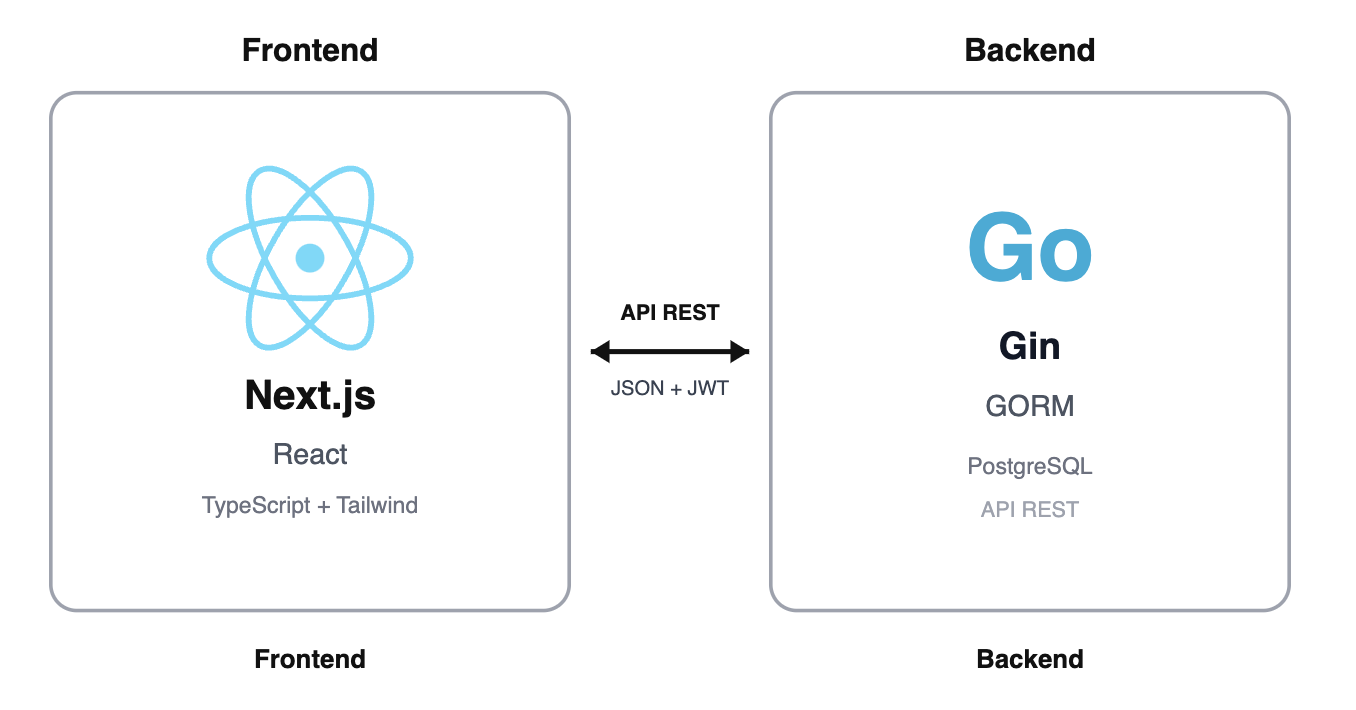 Frontend
Backend
Next.js
React
TypeScript + Tailwind
API REST
JSON + JWT
Go
Gin
GORM
PostgreSQL
API REST
Frontend
Backend